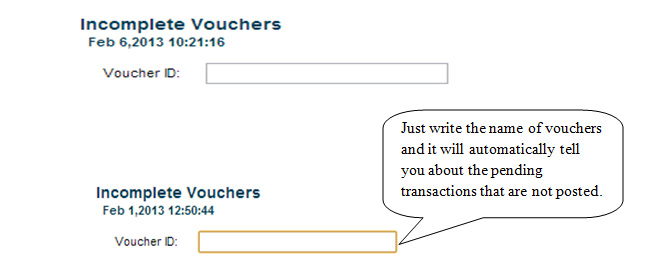 Incomplete Vouchers
Feb 6,2013 10:21:16
Voucher ID:
Just write the name of vouchers
and it will automatically tell
you about the pending
transactions that are not posted.
Incomplete Vouchers
Feb 1,2013 12:50:44
Voucher ID: